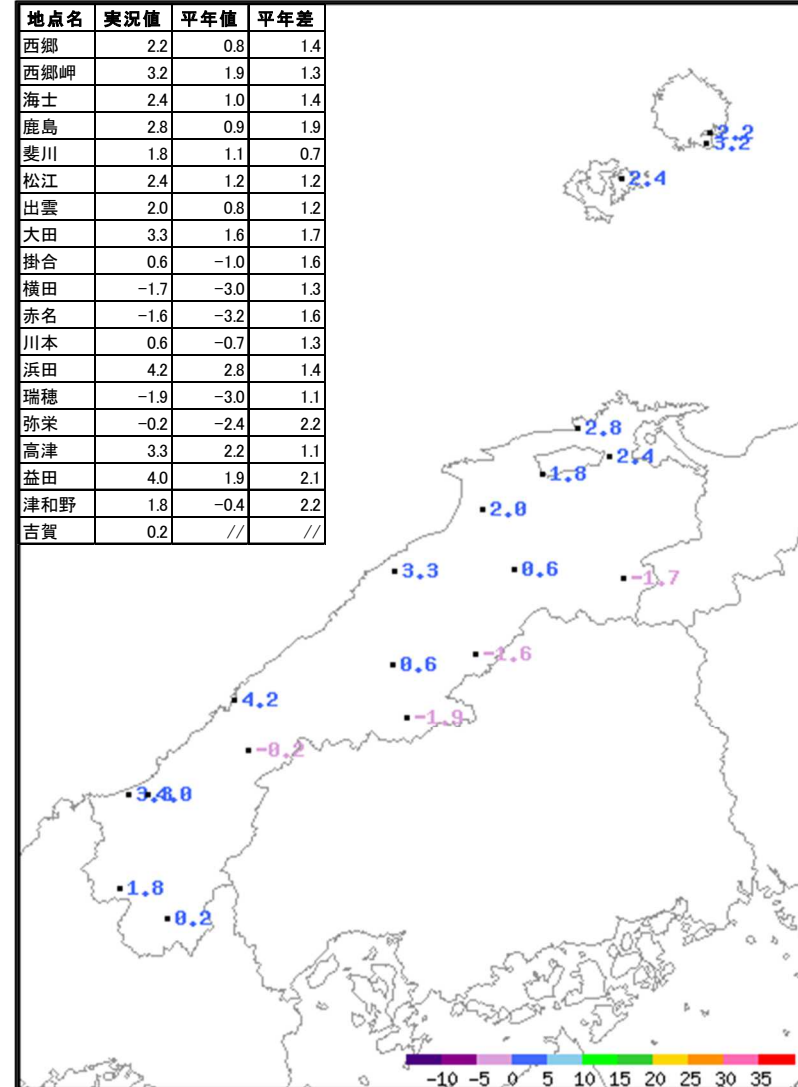 地点名 実況値 平年値 平年差
西郷 2.2 0.8 1.4
西郷岬 3.2 1.9 1.3
海士 2.4 1.0 1.4
鹿島 2.8 0.9 1.9
斐川 1.8 1.1 0.7
松江 2.4 1.2 1.2
出雲 2.0 0.8 1.2
大田 3.3 1.6 1.7
掛合 0.6 −1.0 1.6
横田 −1.7 −3.0 1.3
赤名 −1.6 −3.2 1.6
川本 0.6 −0.7 1.3
浜田 4.2 2.8 1.4
瑞穂 −1.9 −3.0 1.1
弥栄 −0.2 −2.4 2.2
高津 3.3 2.2 1.1
益田 4.0 1.9 2.1
津和野 1.8 −0.4 2.2
吉賀 0.2 // //
2.2
3.2
2.4
2.8
2.4
1.8
2.0
3.3 0.6 -1.7
-1.6
0.6
4.2
-1.9
-0.2
3.3 4.0
1.8
0.2
-10 -5 0 5 10 15 20 25 30 35